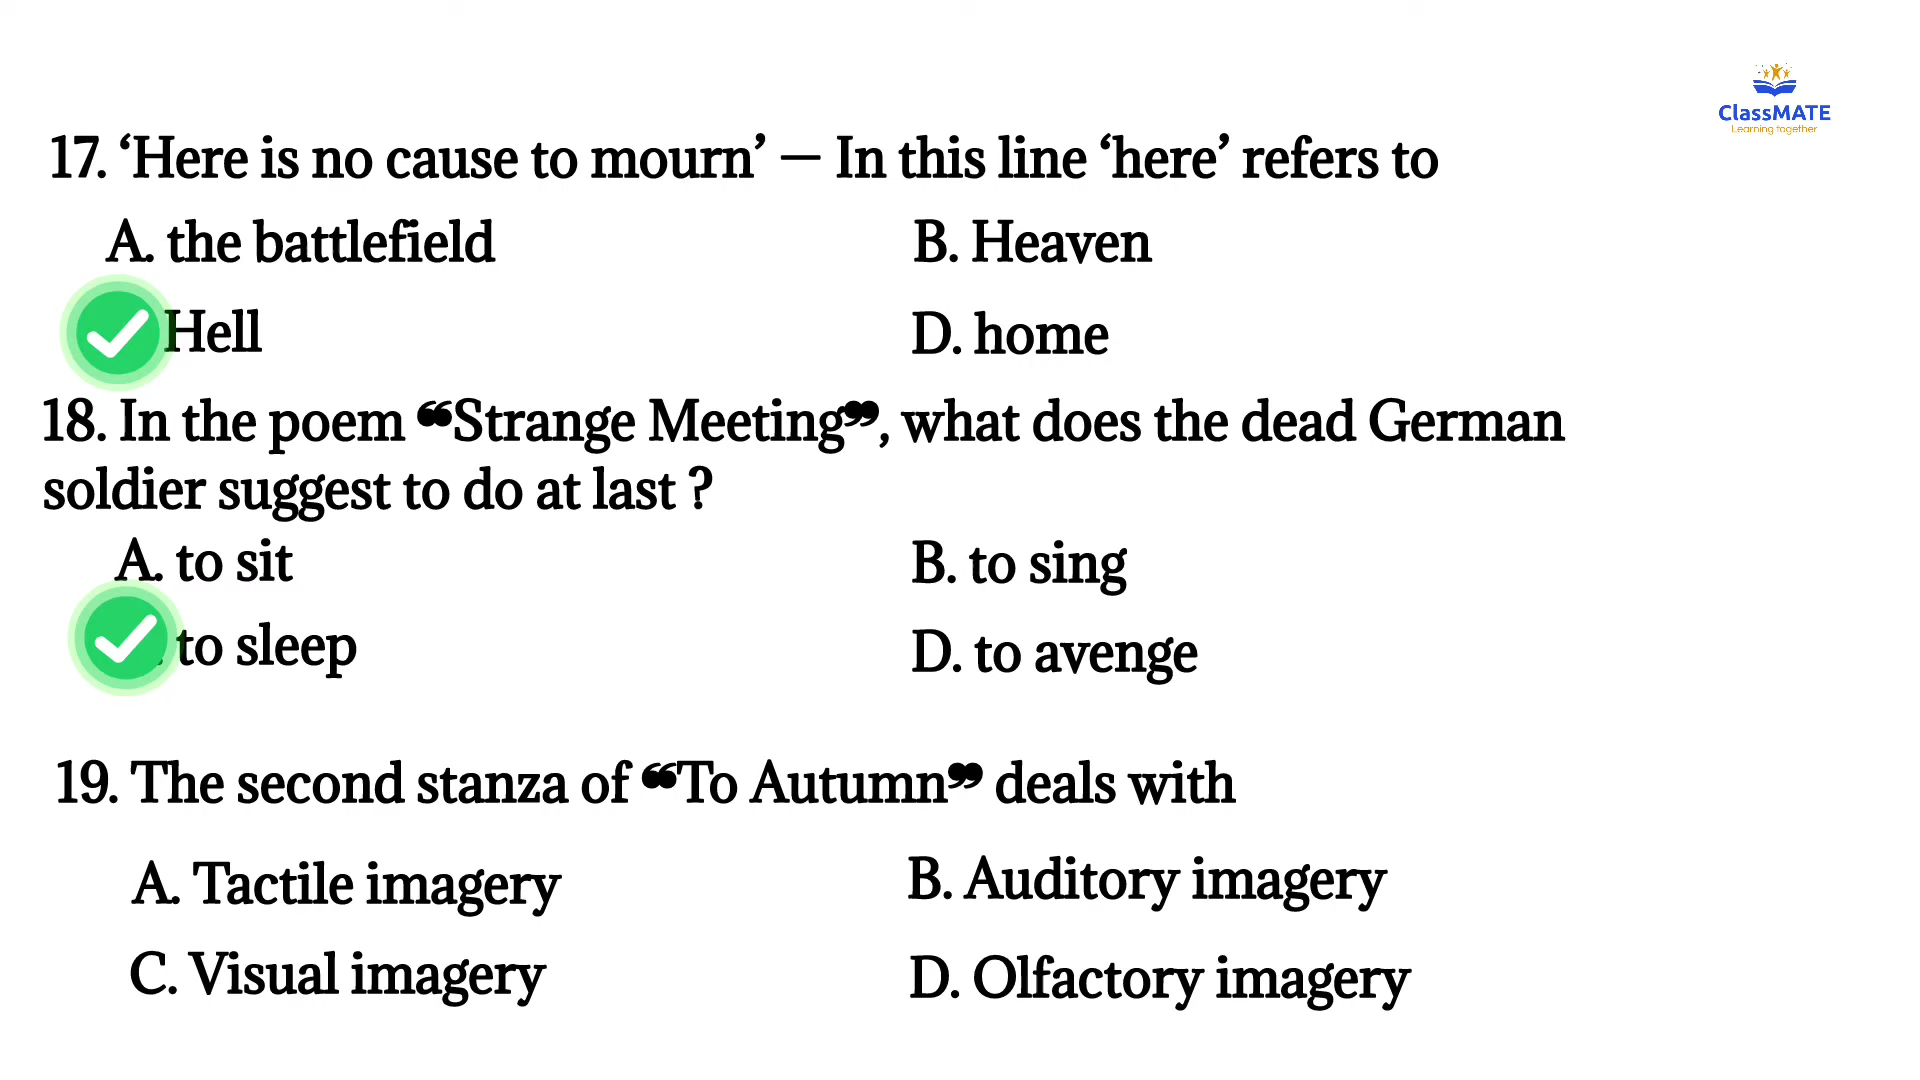 ClassMATE
Learning together
17. ‘Here is no cause to mourn’ — In this line ‘here’ refers to
A. the battlefield
B. Heaven
Hell
D. home
18. In the poem ❝Strange Meeting❞, what does the dead German
soldier suggest to do at last ?
A. to sit
B. to sing
to sleep
D. to avenge
19. The second stanza of ❝To Autumn❞ deals with
A. Tactile imagery
B. Auditory imagery
C. Visual imagery
D. Olfactory imagery